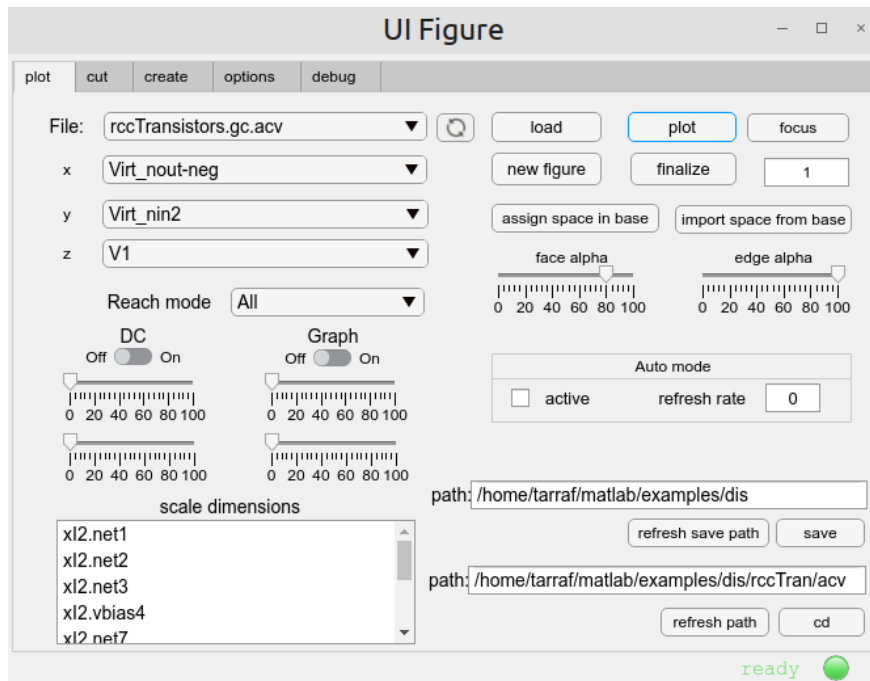 UI Figure
plot cut create options debug
File: rccTransistors.gc.acv load plot focus
x Virt_nout-neg new figure finalize 1
y Virt_nin2 assign space in base import space from base
z V1 face alpha edge alpha
0 20 40 60 80 100 0 20 40 60 80 100
Reach mode All
DC Graph
Off On Off On
Auto mode
active refresh rate 0
0 20 40 60 80 100 0 20 40 60 80 100
0 20 40 60 80 100 0 20 40 60 80 100
scale dimensions
xI2.net1
xI2.net2
xI2.net3
xI2.vbias4
xI2.net7
path: /home/tarraf/matlab/examples/dis
refresh save path save
path: /home/tarraf/matlab/examples/dis/rccTran/acv
refresh path cd
ready